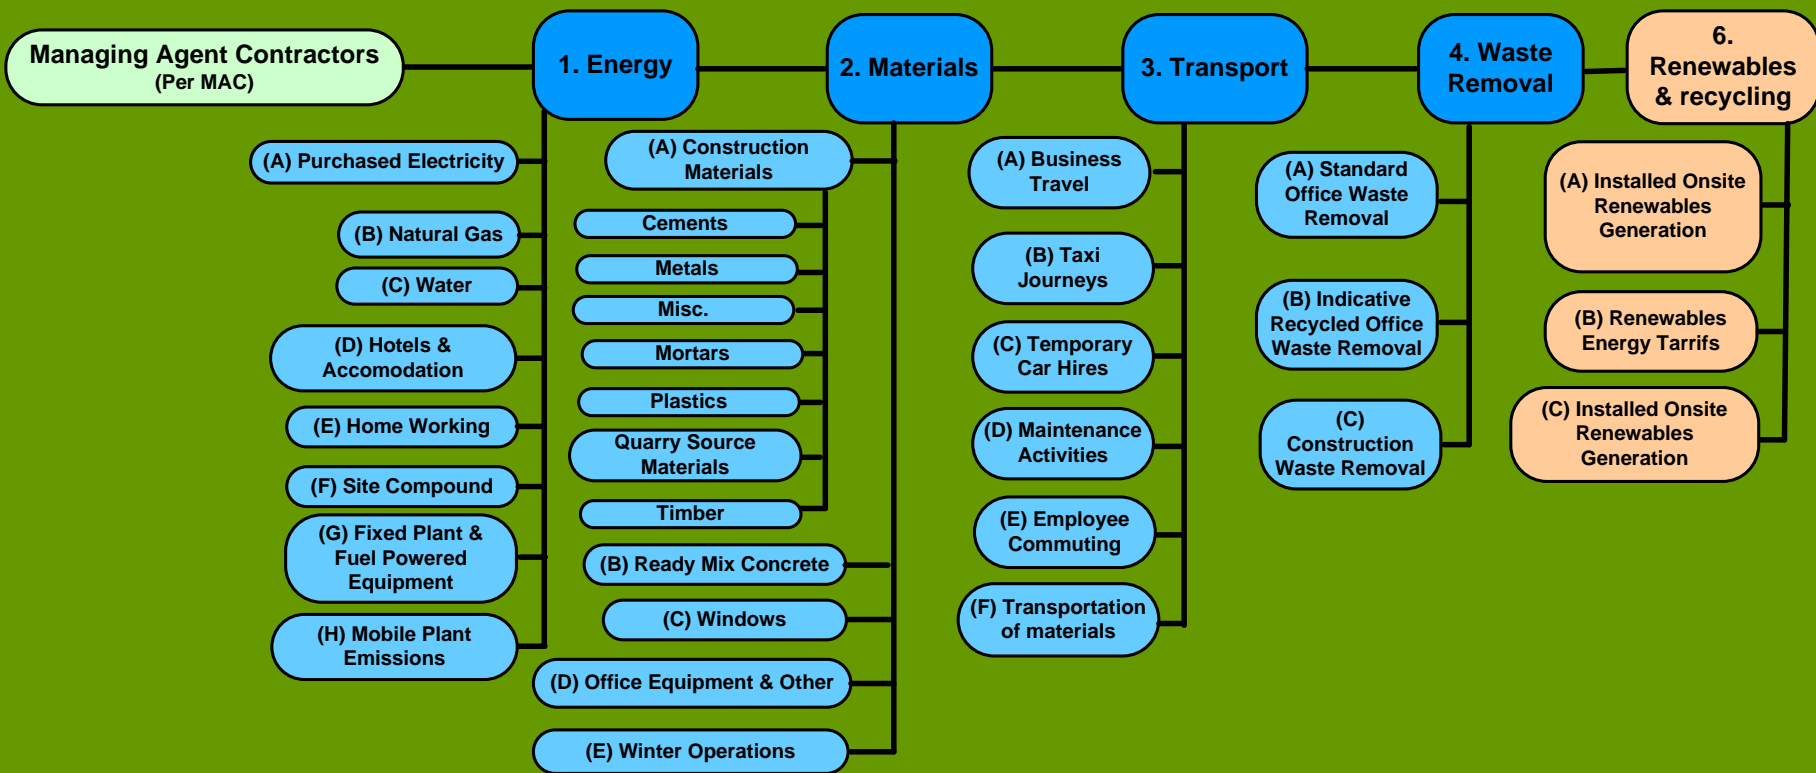 Managing Agent Contractors
(Per MAC)
1. Energy
(A) Purchased Electricity
(B) Natural Gas
(C) Water
(D) Hotels &
Accomodation
(E) Home Working
(F) Site Compound
(G) Fixed Plant &
Fuel Powered
Equipment
(H) Mobile Plant
Emissions
2. Materials
(A) Construction
Materials
Cements
Metals
Misc.
Mortars
Plastics
Quarry Source
Materials
Timber
(B) Ready Mix Concrete
(C) Windows
(D) Office Equipment & Other
(E) Winter Operations
3. Transport
(A) Business
Travel
(B) Taxi
Journeys
(C) Temporary
Car Hires
(D) Maintenance
Activities
(E) Employee
Commuting
(F) Transportation
of materials
4. Waste
Removal
(A) Standard
Office Waste
Removal
(B) Indicative
Recycled Office
Waste Removal
(C)
Construction
Waste Removal
6.
Renewables
& recycling
(A) Installed Onsite
Renewables
Generation
(B) Renewables
Energy Tarrifs
(C) Installed Onsite
Renewables
Generation